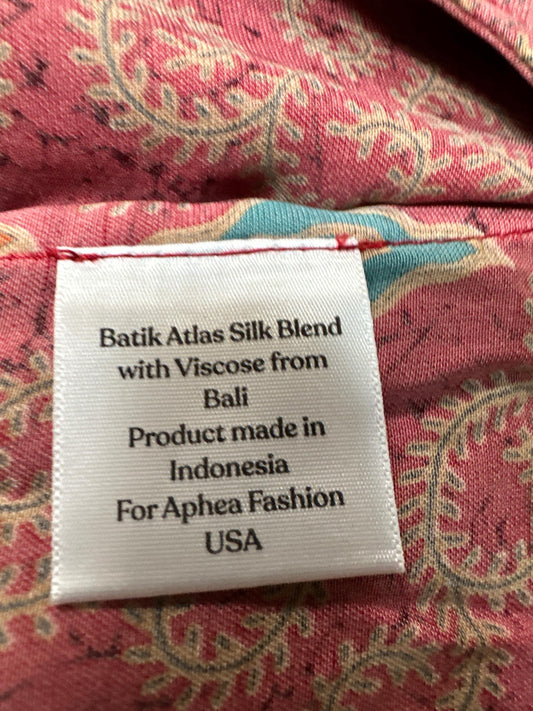 Batik Atlas Silk Blend
with Viscose from
Bali
Product made in
Indonesia
For Aphea Fashion
USA